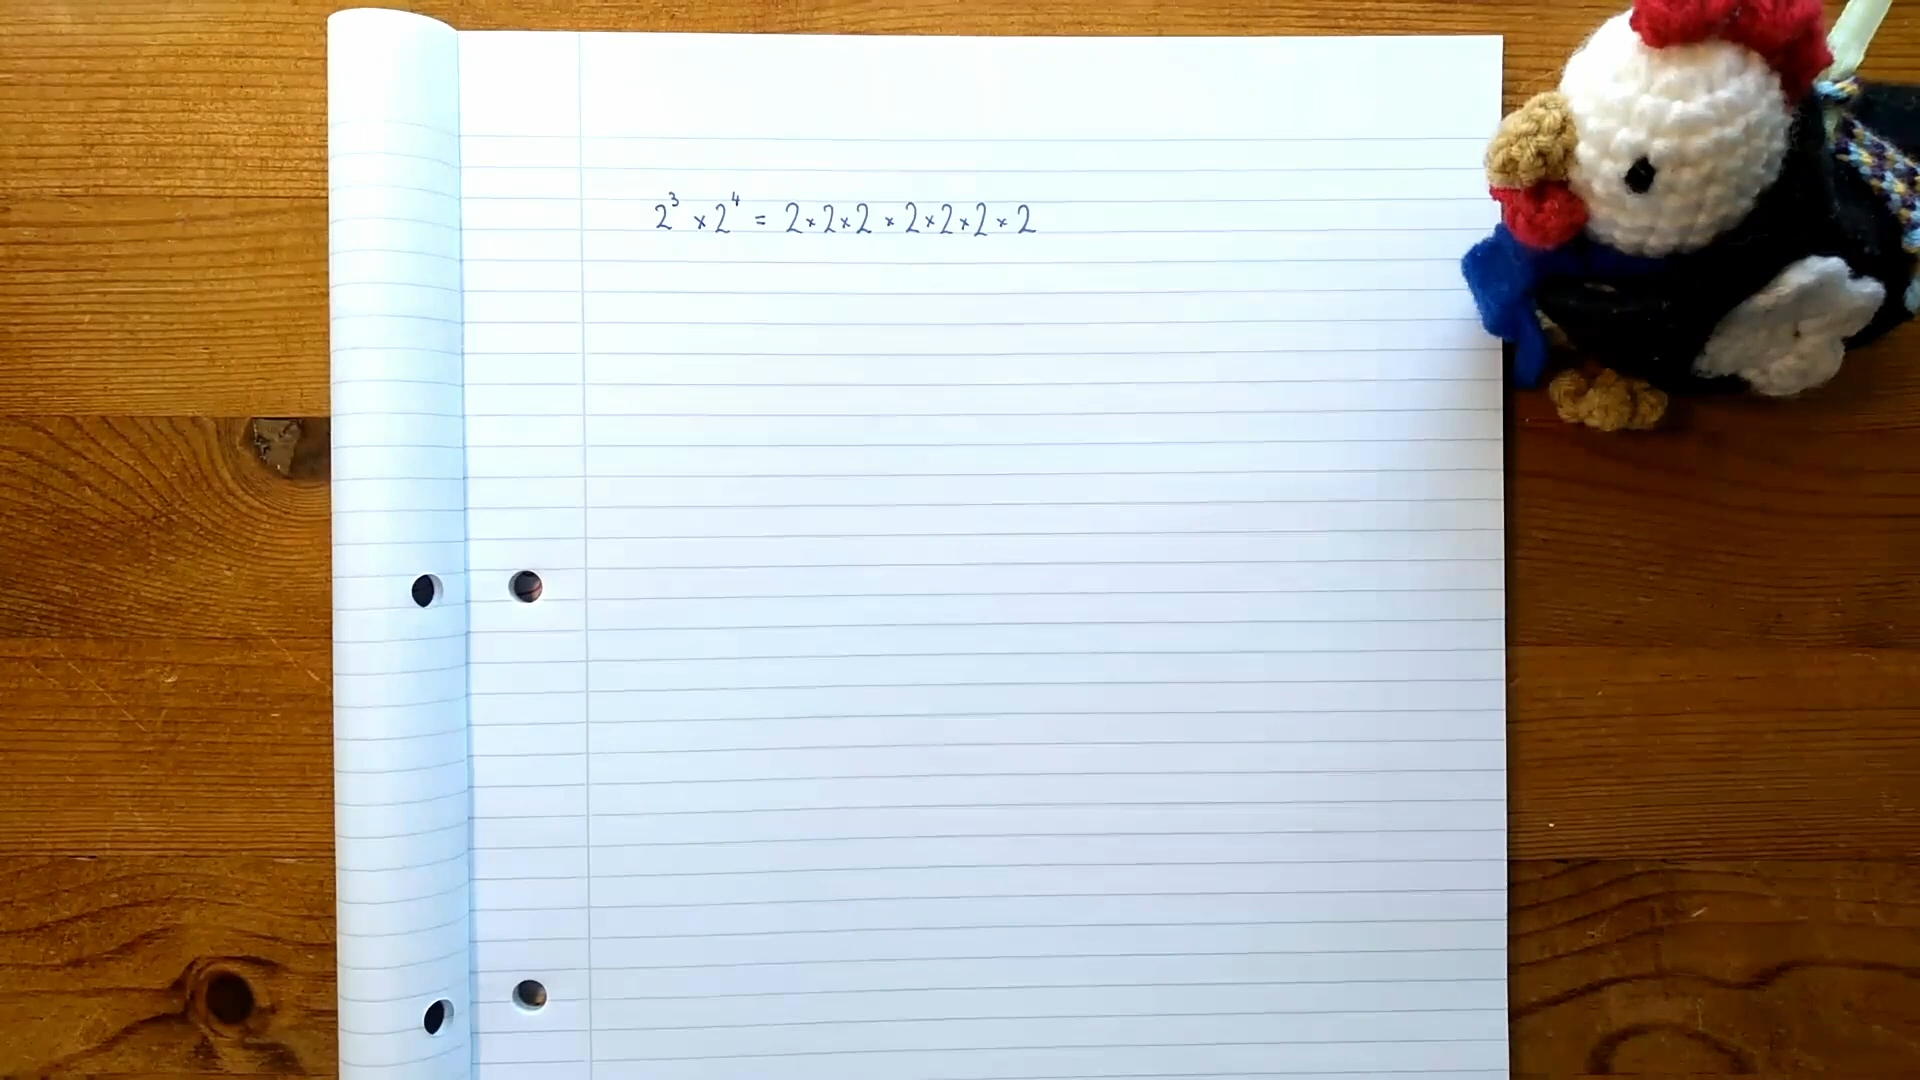 2³ × 2⁴ = 2 × 2 × 2 × 2 × 2 × 2 × 2